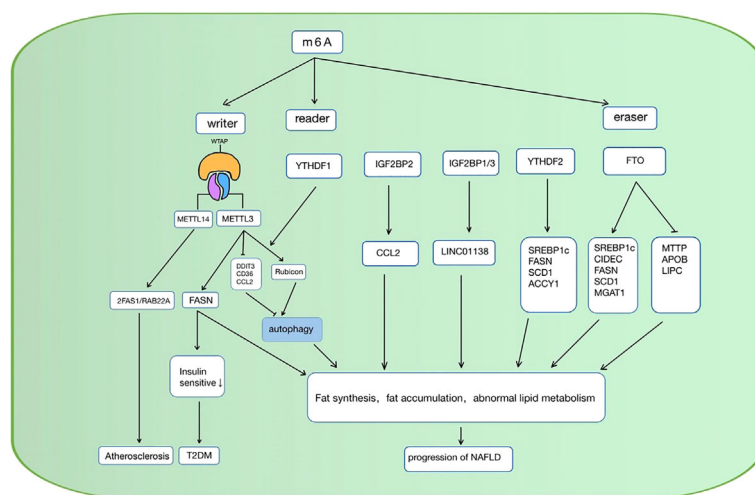 m6A
writer
reader
eraser
WTAP
YTHDF1
IGF2BP2
IGF2BP1/3
YTHDF2
FTO
METTL14
METTL3
CCL2
LINC01138
SREBP1c
FASN
SCD1
ACCY1
SREBP1c
CIDEC
FASN
SCD1
MGAT1
MTTP
APOB
LIPC
DDIT3
CD36
CCL2
Rubicon
2FAS1/RAB22A
FASN
autophagy
Insulin
sensitive↓
Fat synthesis, fat accumulation, abnormal lipid metabolism
Atherosclerosis
T2DM
progression of NAFLD